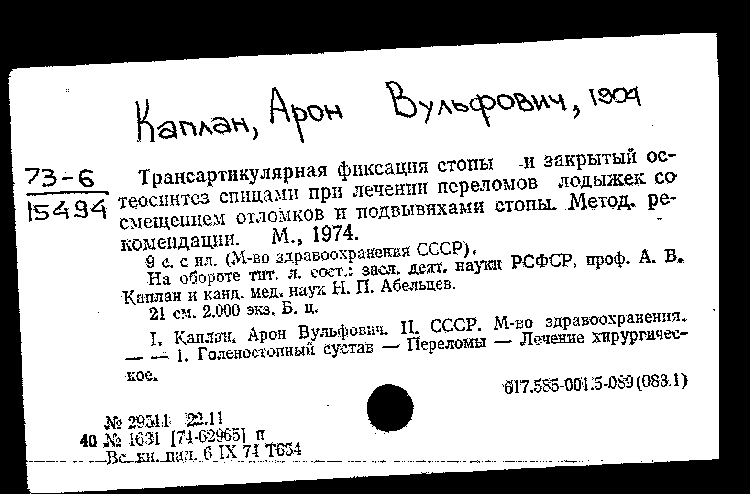 Каплан, Арон Вульфович, 1904
73-6
15494
Трансартикулярная фиксация стопы и закрытый ос-
теосинтез спицами при лечении переломов лодыжек со
смещением отломков и подвывихами стопы. Метод. ре-
комендации. М., 1974.
9 с. с ил. (М-во здравоохранения СССР).
На обороте тит. л. сост.: засл. деят. науки РСФСР, проф. А. В.
Каплан и канд. мед. наук Н. П. Абельцев.
21 см. 2.000 экз. Б. ц.
I. Каплан, Арон Вульфович. II. СССР. М-во здравоохранения.
— — 1. Голеностопный сустав — Переломы — Лечение хирургичес-
кое.
617.585-001.5-089(083.1)
№ 29511 22.11
40 № 1631 [74-62965] п
Вс. кн. пал. 6 IX 74 Т654